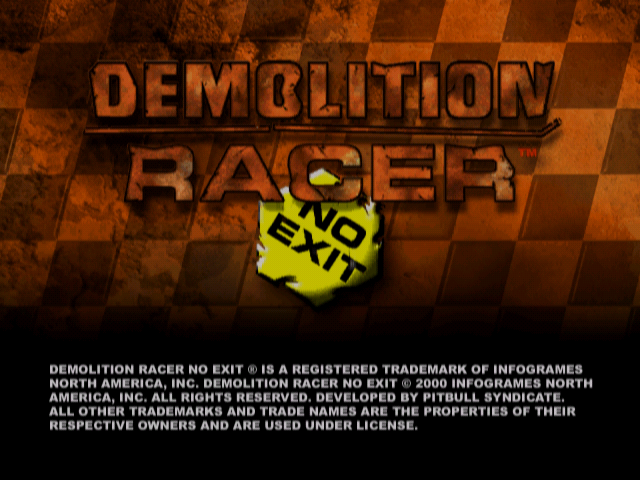 DEMOLITION
RACER™
NO
EXIT
DEMOLITION RACER NO EXIT ® IS A REGISTERED TRADEMARK OF INFOGRAMES
NORTH AMERICA, INC. DEMOLITION RACER NO EXIT © 2000 INFOGRAMES NORTH
AMERICA, INC. ALL RIGHTS RESERVED. DEVELOPED BY PITBULL SYNDICATE.
ALL OTHER TRADEMARKS AND TRADE NAMES ARE THE PROPERTIES OF THEIR
RESPECTIVE OWNERS AND ARE USED UNDER LICENSE.